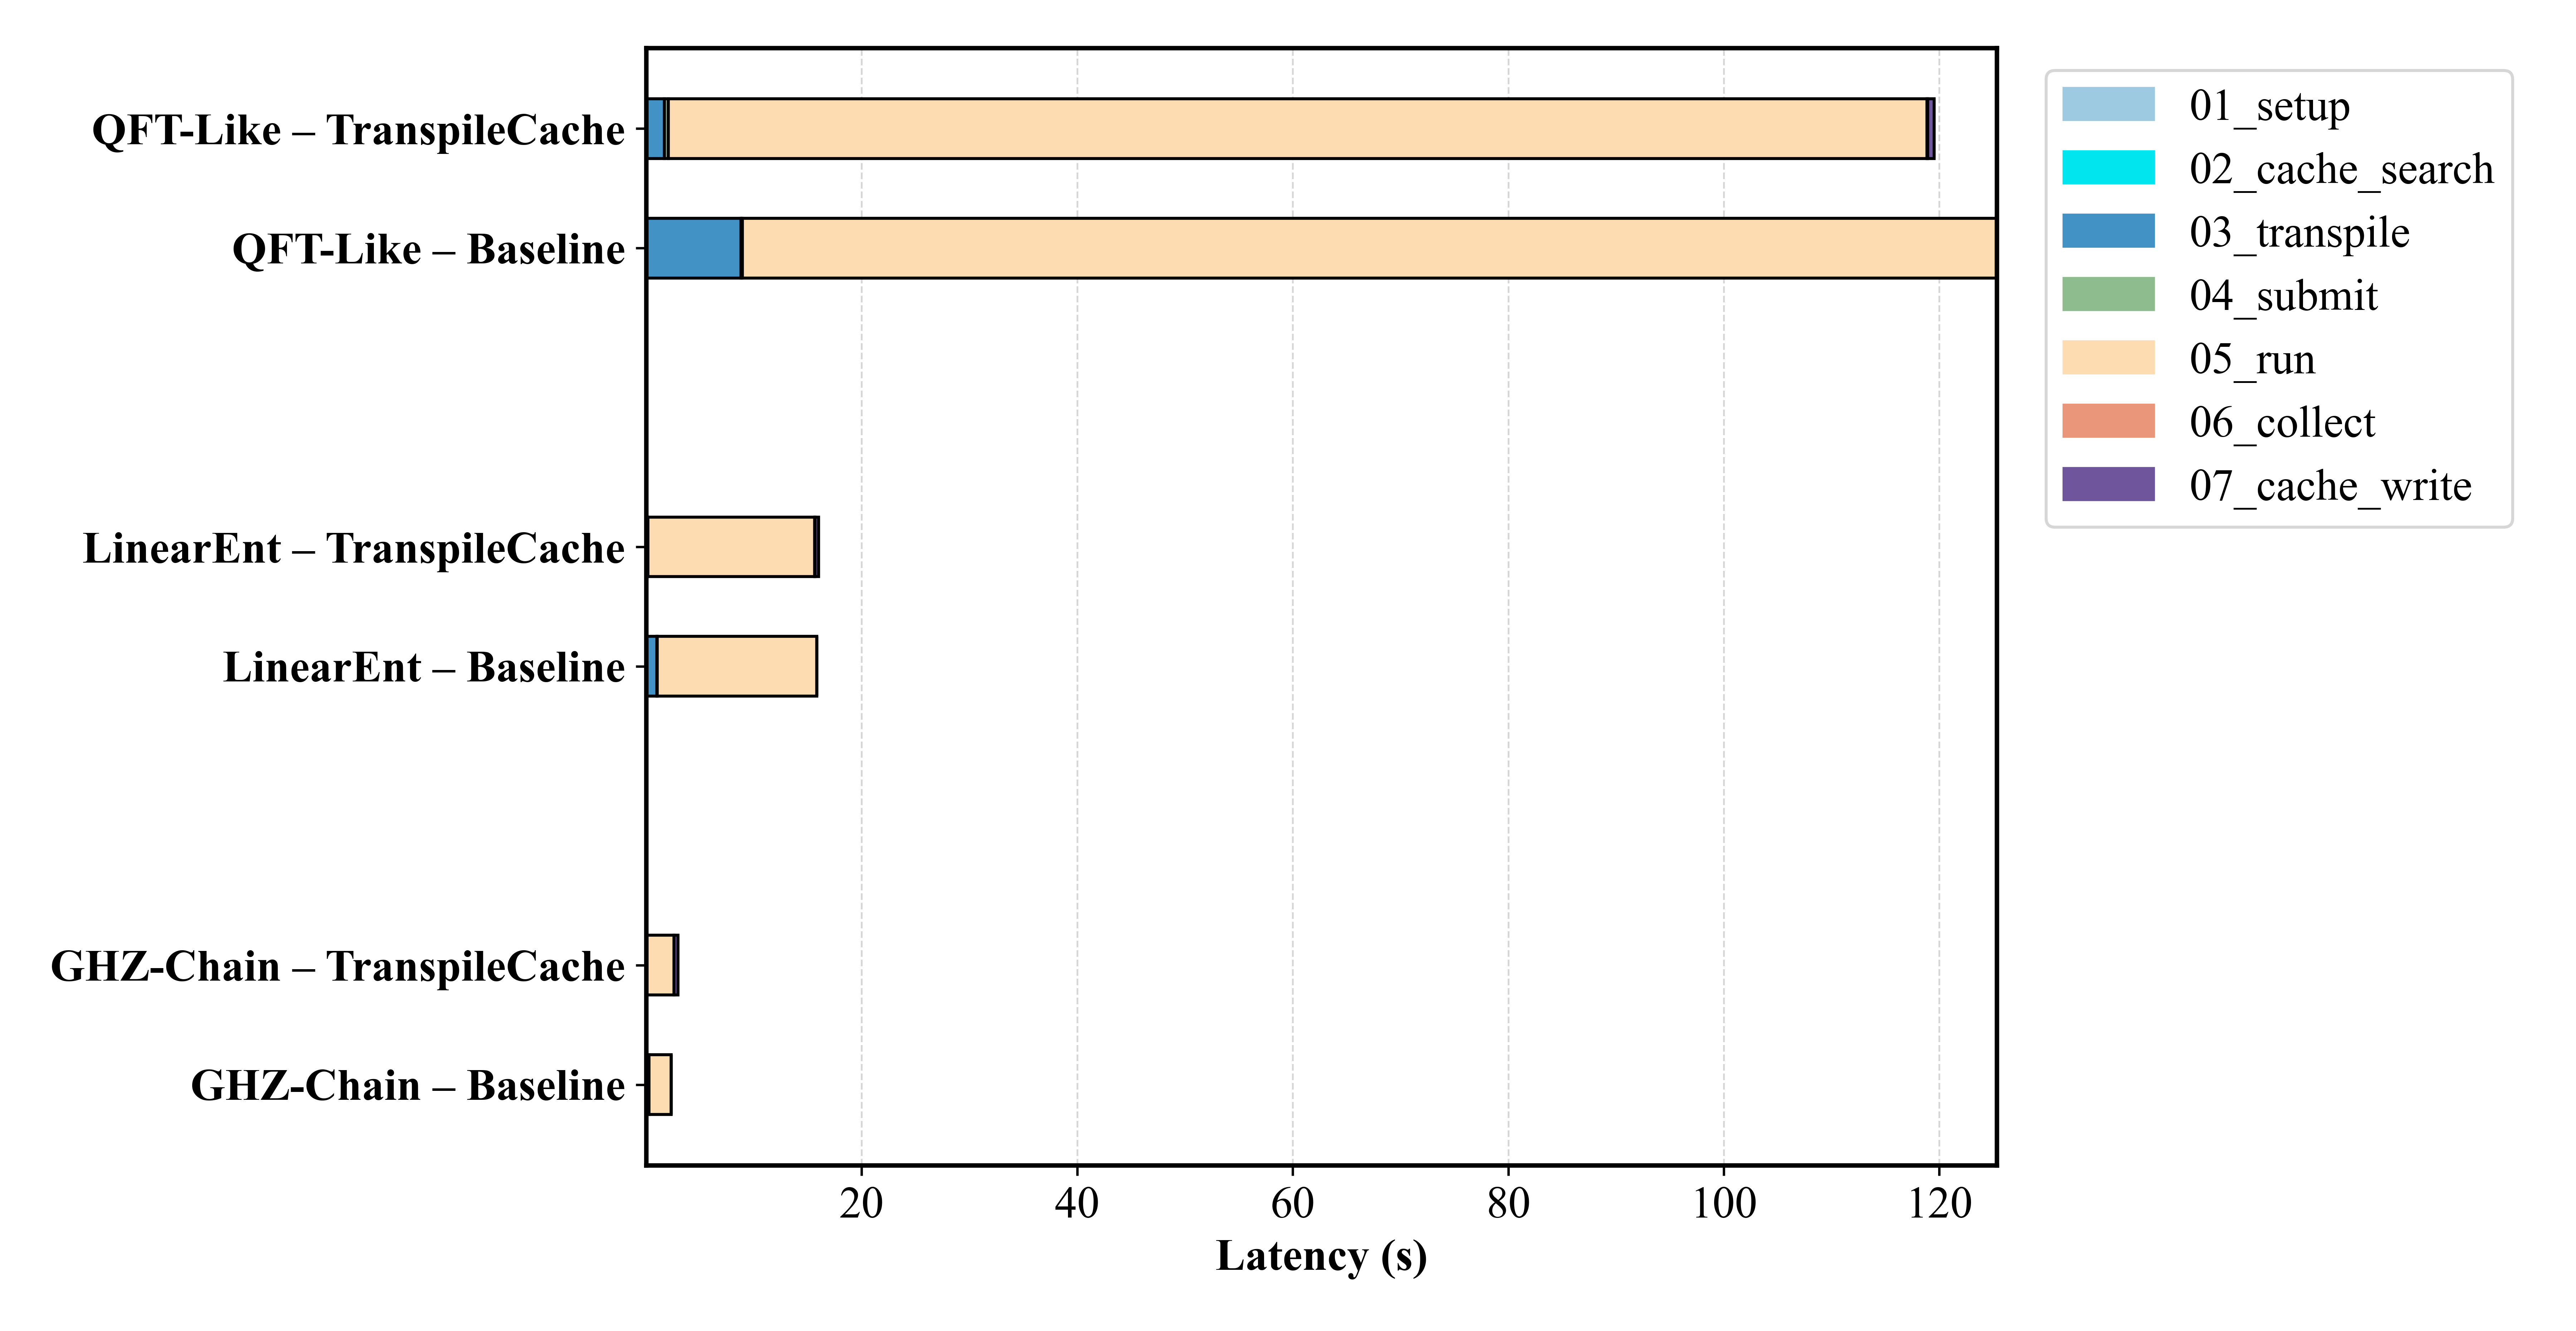 QFT-Like – TranspileCache
QFT-Like – Baseline
LinearEnt – TranspileCache
LinearEnt – Baseline
GHZ-Chain – TranspileCache
GHZ-Chain – Baseline
20 40 60 80 100 120
Latency (s)
01_setup
02_cache_search
03_transpile
04_submit
05_run
06_collect
07_cache_write